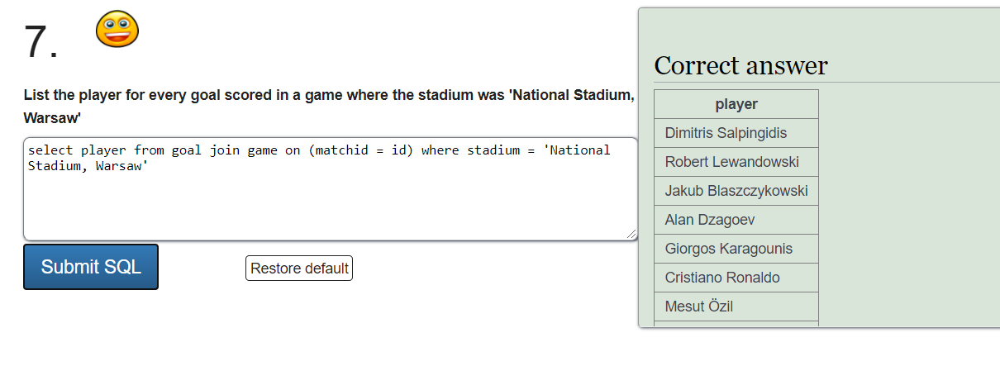 7.
List the player for every goal scored in a game where the stadium was 'National Stadium,
Warsaw'
select player from goal join game on (matchid = id) where stadium = 'National
Stadium, Warsaw'
Submit SQL
Restore default
Correct answer
player
Dimitris Salpingidis
Robert Lewandowski
Jakub Blaszczykowski
Alan Dzagoev
Giorgos Karagounis
Cristiano Ronaldo
Mesut Özil